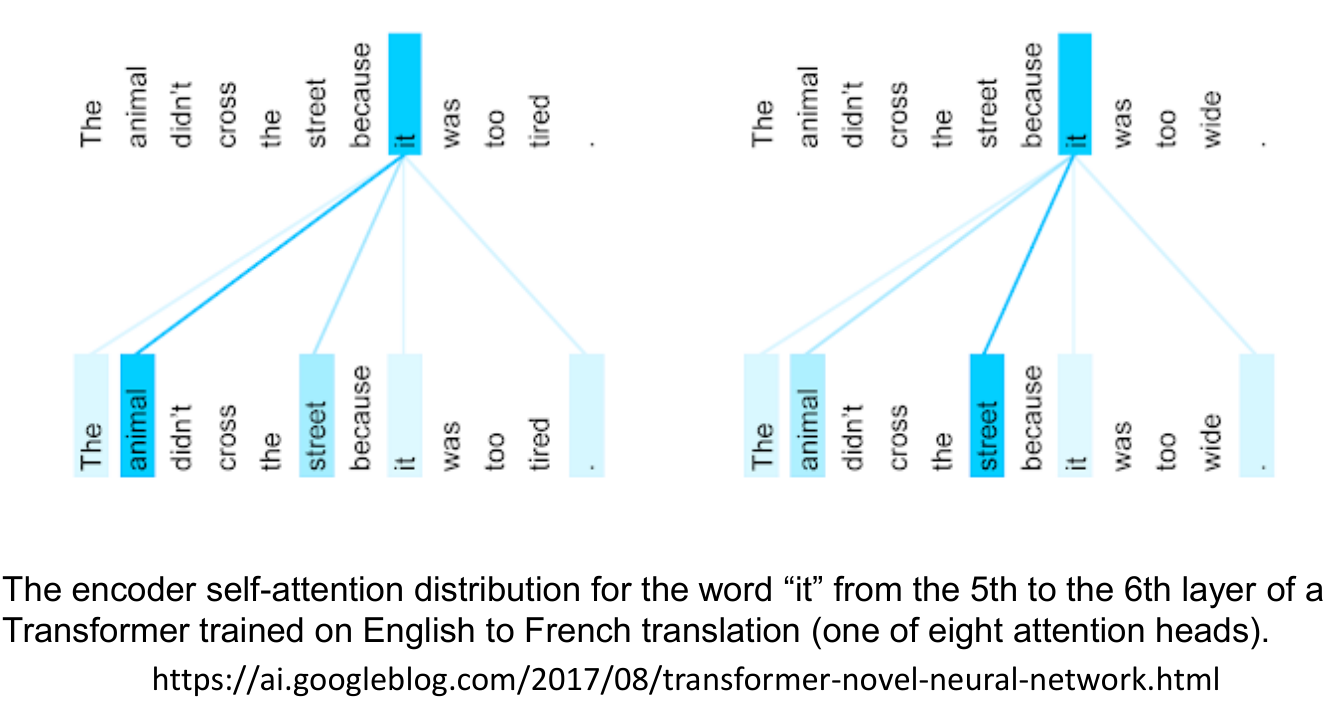 The animal didn't cross the street because it was too tired .
The animal didn't cross the street because it was too wide .
The animal didn't cross the street because it was too tired .
The animal didn't cross the street because it was too wide .
The encoder self-attention distribution for the word “it” from the 5th to the 6th layer of a
Transformer trained on English to French translation (one of eight attention heads).
https://ai.googleblog.com/2017/08/transformer-novel-neural-network.html